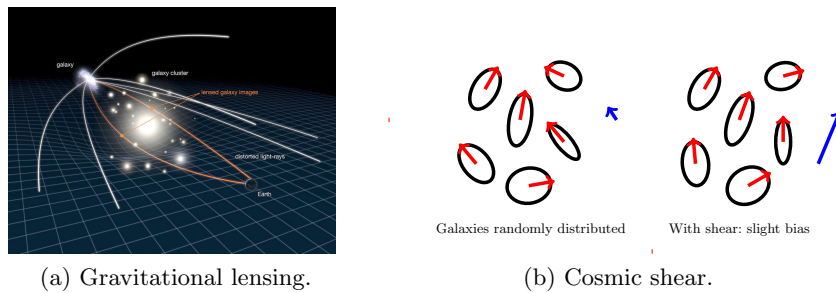 galaxy
galaxy cluster
lensed galaxy images
distorted light-rays
Earth
Galaxies randomly distributed
With shear: slight bias
(a) Gravitational lensing.
(b) Cosmic shear.